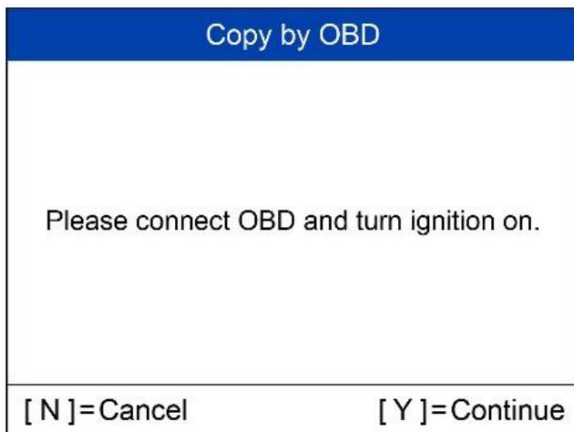 Copy by OBD
Please connect OBD and turn ignition on.
[ N ]=Cancel [ Y ]=Continue